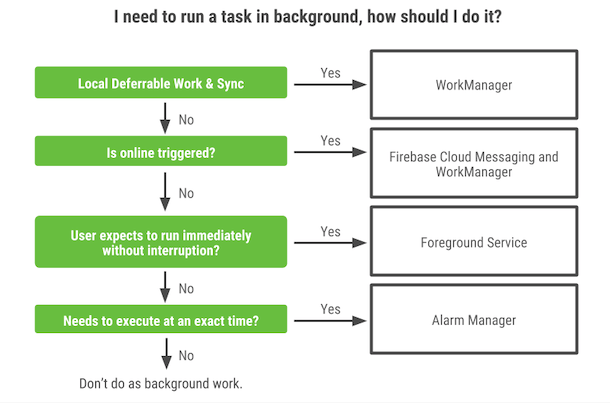 I need to run a task in background, how should I do it?
Local Deferrable Work & Sync
Yes
WorkManager
No
Is online triggered?
Yes
Firebase Cloud Messaging and
WorkManager
No
User expects to run immediately
without interruption?
Yes
Foreground Service
No
Needs to execute at an exact time?
Yes
Alarm Manager
No
Don't do as background work.